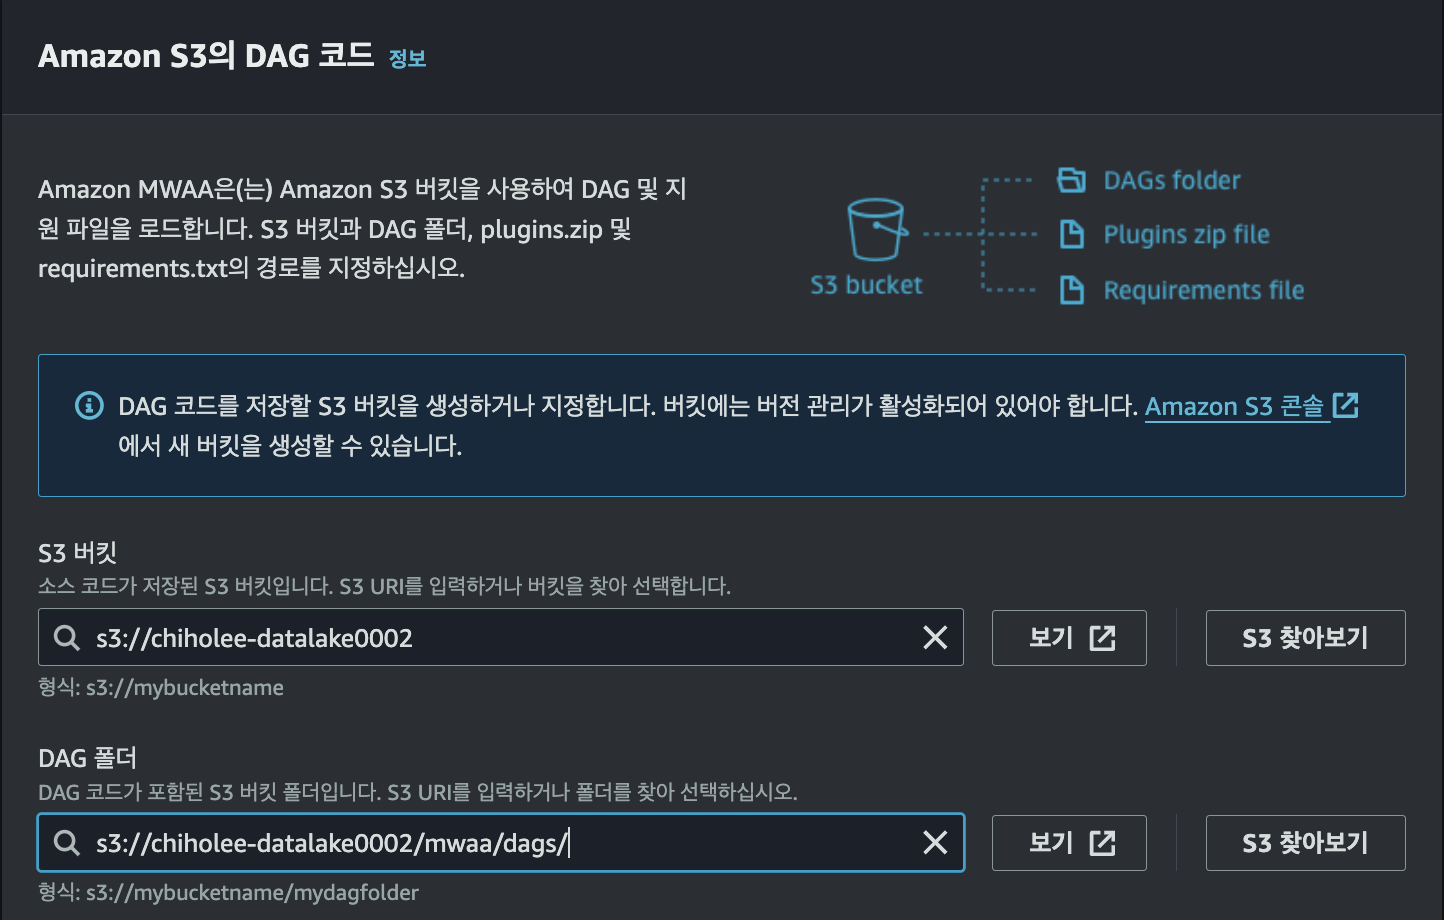 Amazon S3의 DAG 코드 정보
Amazon MWAA은(는) Amazon S3 버킷을 사용하여 DAG 및 지
원 파일을 로드합니다. S3 버킷과 DAG 폴더, plugins.zip 및
requirements.txt의 경로를 지정하십시오.
S3 bucket
DAGs folder
Plugins zip file
Requirements file
DAG 코드를 저장할 S3 버킷을 생성하거나 지정합니다. 버킷에는 버전 관리가 활성화되어 있어야 합니다. Amazon S3 콘솔
에서 새 버킷을 생성할 수 있습니다.
S3 버킷
소스 코드가 저장된 S3 버킷입니다. S3 URI를 입력하거나 버킷을 찾아 선택합니다.
s3://chiholee-datalake0002 보기 S3 찾아보기
형식: s3://mybucketname
DAG 폴더
DAG 코드가 포함된 S3 버킷 폴더입니다. S3 URI를 입력하거나 폴더를 찾아 선택하십시오.
s3://chiholee-datalake0002/mwaa/dags/ 보기 S3 찾아보기
형식: s3://mybucketname/mydagfolder